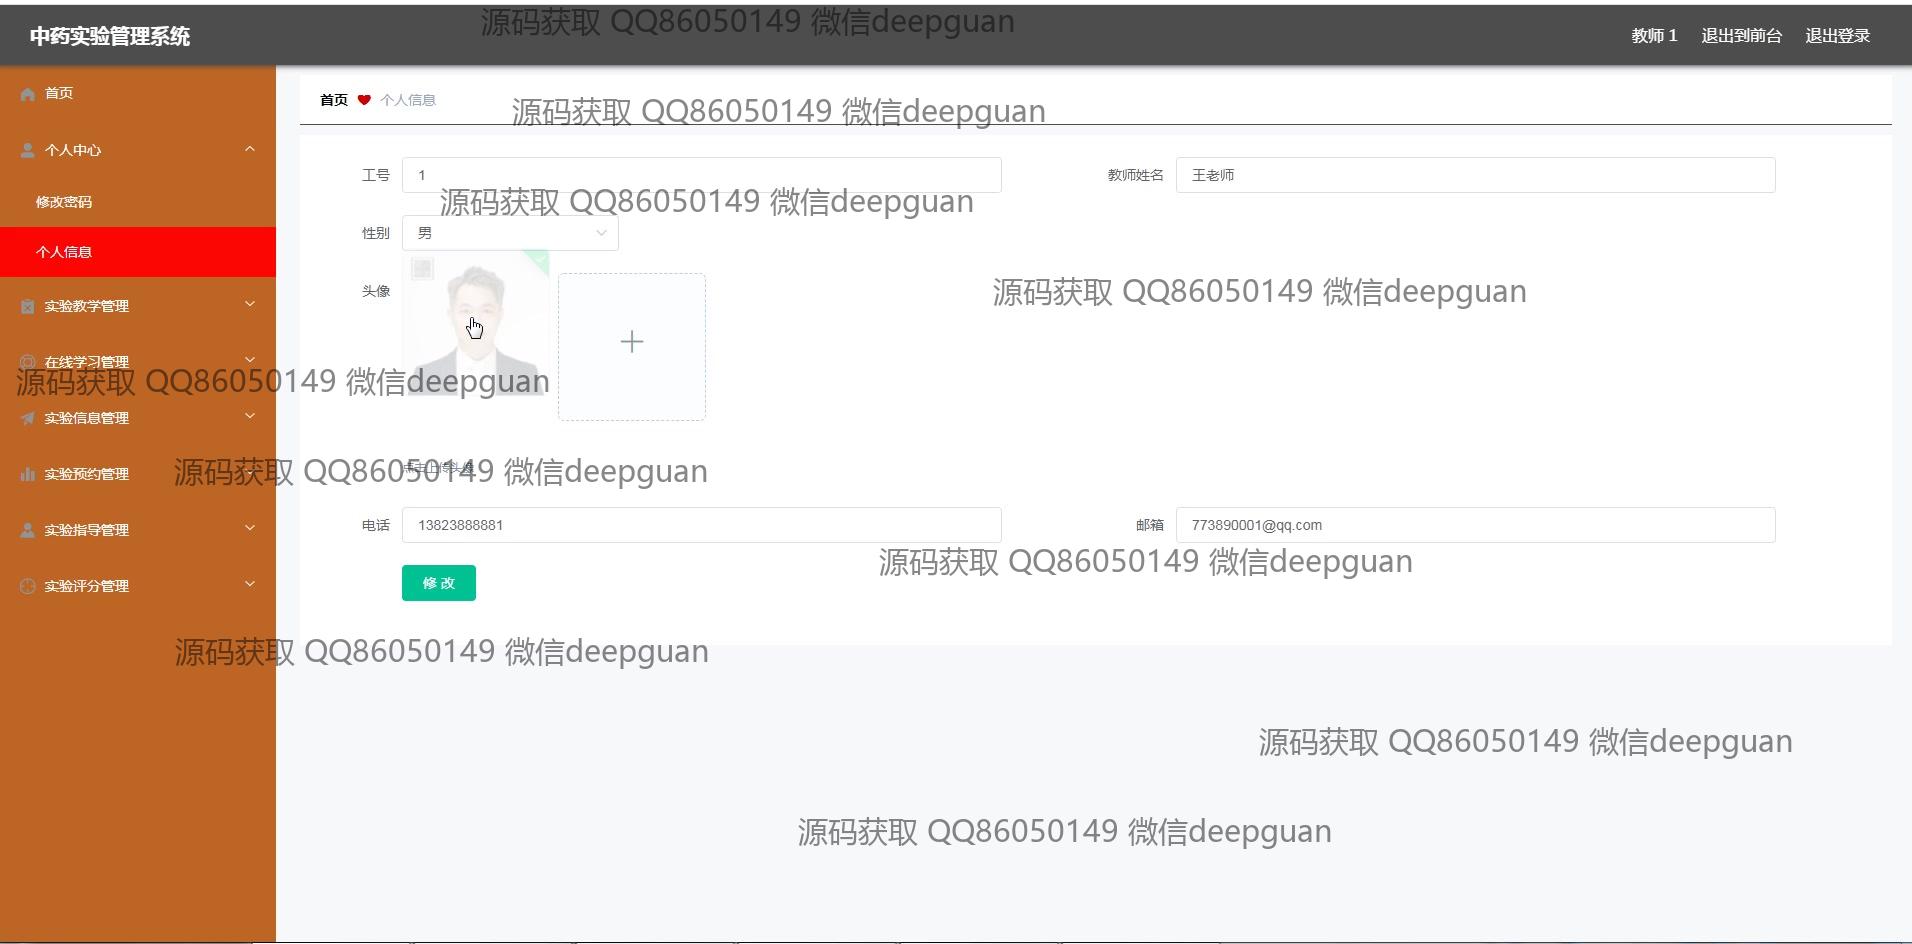 源码获取 QQ86050149 微信deepguan
中药实验管理系统
教师 1 退出到前台 退出登录
首页
首页 个人信息
源码获取 QQ86050149 微信deepguan
个人中心
工号 1
教师姓名 王老师
修改密码
源码获取 QQ86050149 微信deepguan
性别 男
个人信息
头像
源码获取 QQ86050149 微信deepguan
实验教学管理
在线学习管理
源码获取 QQ86050149 微信deepguan
实验信息管理
实验预约管理
点击上传头像
源码获取 QQ86050149 微信deepguan
电话 13823888881
邮箱 773890001@qq.com
实验指导管理
源码获取 QQ86050149 微信deepguan
实验评分管理
修 改
源码获取 QQ86050149 微信deepguan
源码获取 QQ86050149 微信deepguan
源码获取 QQ86050149 微信deepguan